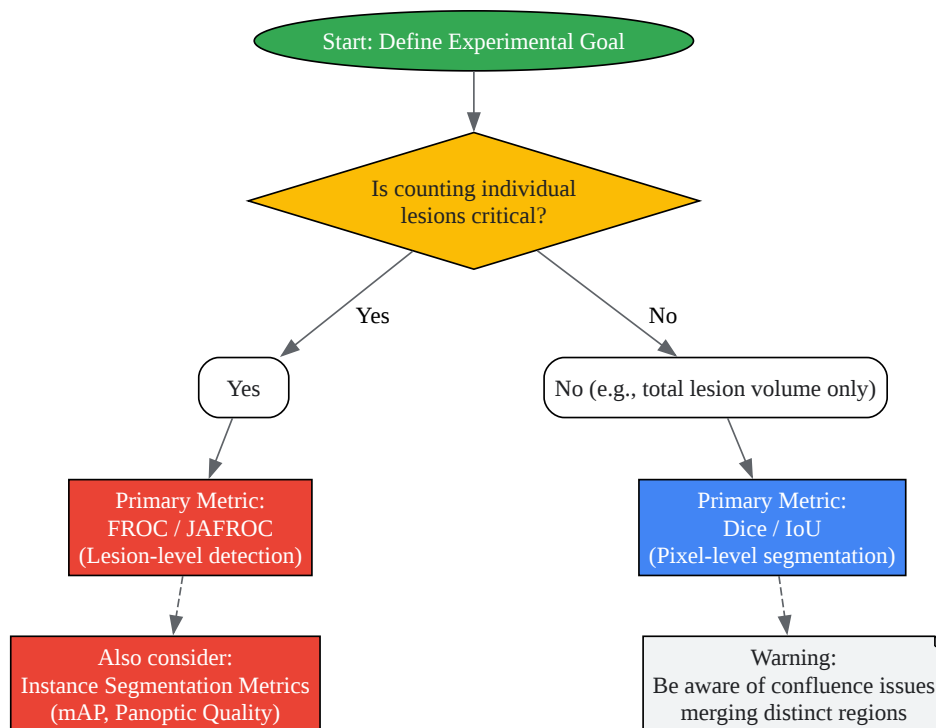 Start: Define Experimental Goal
Is counting individual
lesions critical?
Yes
No
Yes
No (e.g., total lesion volume only)
Primary Metric:
FROC / JAFROC
(Lesion-level detection)
Primary Metric:
Dice / IoU
(Pixel-level segmentation)
Also consider:
Instance Segmentation Metrics
(mAP, Panoptic Quality)
Warning:
Be aware of confluence issues
merging distinct regions